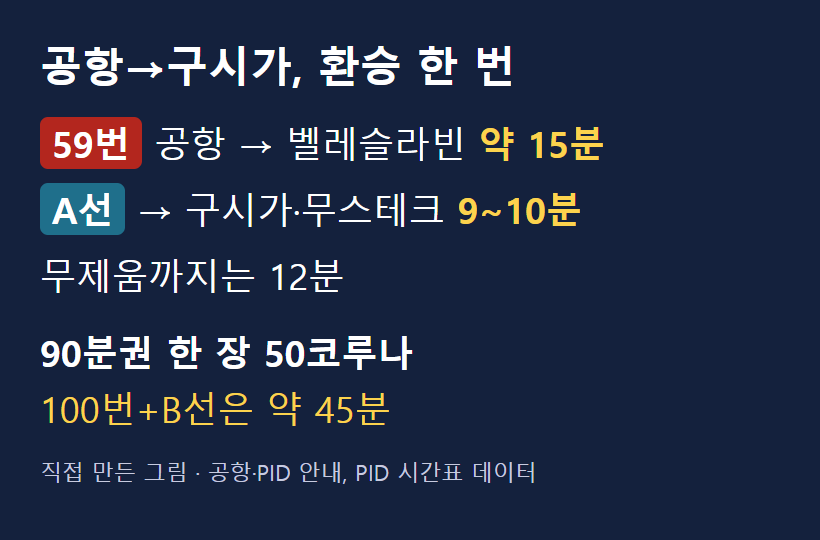 공항→구시가, 환승 한 번
59번 공항 → 벨레슬라빈 약 15분
A선 → 구시가·무스테크 9~10분
무제움까지는 12분
90분권 한 장 50코루나
100번+B선은 약 45분
직접 만든 그림 · 공항·PID 안내, PID 시간표 데이터